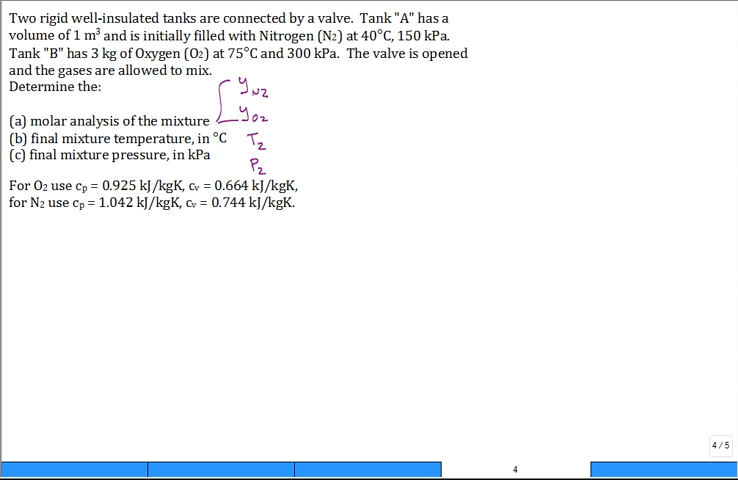 Two rigid well-insulated tanks are connected by a valve. Tank "A" has a
volume of 1 m³ and is initially filled with Nitrogen (N₂) at 40°C, 150 kPa.
Tank "B" has 3 kg of Oxygen (O₂) at 75°C and 300 kPa. The valve is opened
and the gases are allowed to mix.
Determine the:
y N2
(a) molar analysis of the mixture y O2
(b) final mixture temperature, in °C T₂
(c) final mixture pressure, in kPa P₂
For O₂ use cₚ = 0.925 kJ/kgK, cᵥ = 0.664 kJ/kgK,
for N₂ use cₚ = 1.042 kJ/kgK, cᵥ = 0.744 kJ/kgK.
4 / 5
4